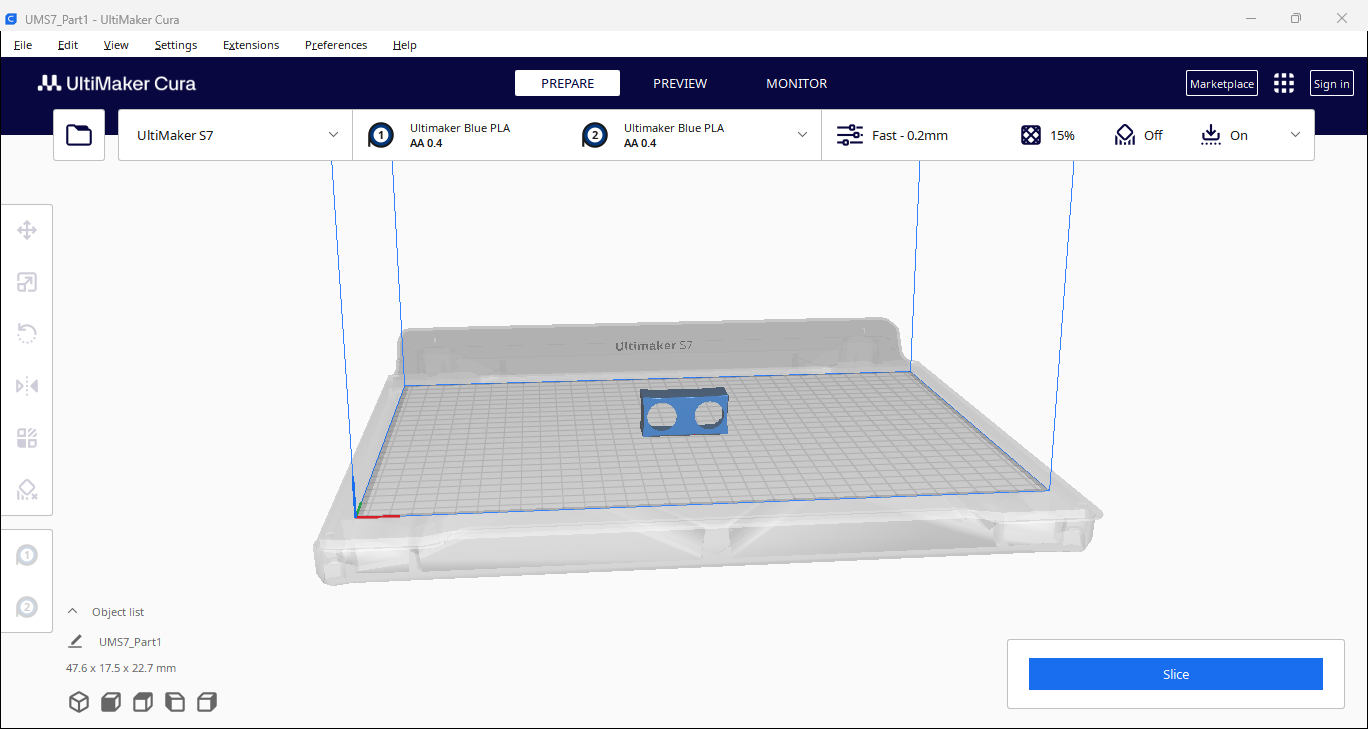 UMS7_Part1 - UltiMaker Cura
File Edit View Settings Extensions Preferences Help
UltiMaker Cura
PREPARE PREVIEW MONITOR
Marketplace
Sign in
UltiMaker S7
1
Ultimaker Blue PLA
AA 0.4
2
Ultimaker Blue PLA
AA 0.4
Fast - 0.2mm
15%
Off
On
Ultimaker S7
1
2
Object list
UMS7_Part1
47.6 x 17.5 x 22.7 mm
Slice